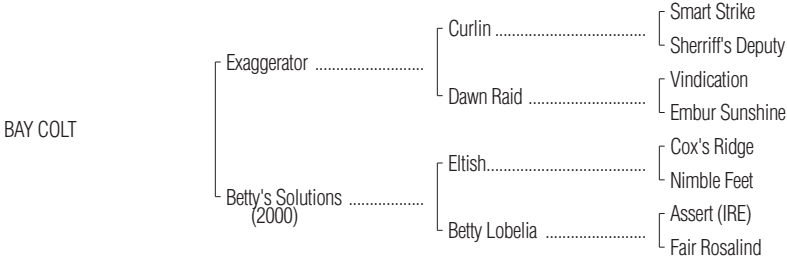 Smart Strike
Curlin ....................................
Sherriff's Deputy
Exaggerator ..........................
Vindication
Dawn Raid ............................
Embur Sunshine
BAY COLT
Cox's Ridge
Eltish......................................
Nimble Feet
Betty's Solutions ..................
(2000)
Assert (IRE)
Betty Lobelia ........................
Fair Rosalind